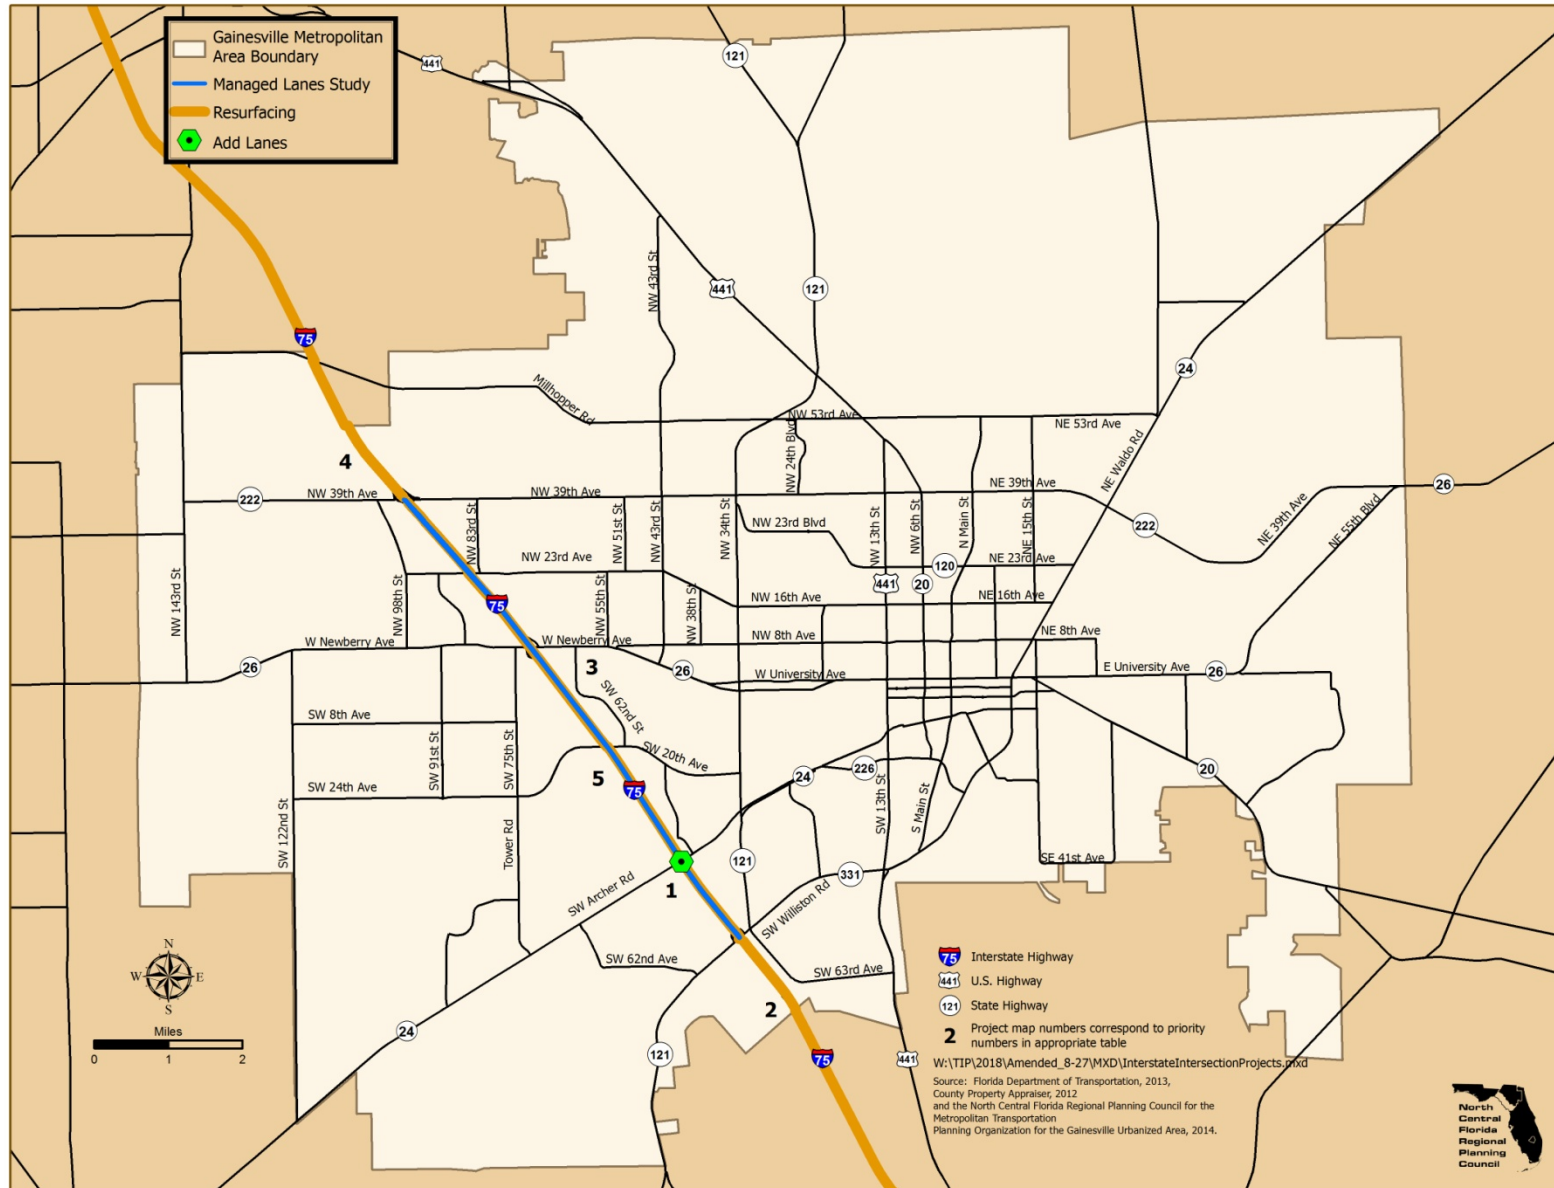 Gainesville Metropolitan
Area Boundary
Managed Lanes Study
Resurfacing
Add Lanes
441
121
NW 43rd St
441
121
75
24
Millhopper Rd
NW 53rd Ave
NE 53rd Ave
NW 24th Blvd
NE Waldo Rd
4
222
NW 39th Ave
NW 39th Ave
NE 39th Ave
26
NW 83rd St
NW 51st St
NW 43rd St
NW 34th St
NW 23rd Blvd
NW 13th St
NW 6th St
N Main St
NE 15th St
222
NE 39th Ave
NE 55th Blvd
NW 23rd Ave
120
NE 23rd Ave
441
20
NW 143rd St
NW 98th St
75
NW 55th St
NW 38th St
NW 16th Ave
NE 16th Ave
W Newberry Ave
W Newberry Ave
NW 8th Ave
NE 8th Ave
26
3
26
W University Ave
E University Ave
26
SW 62nd St
SW 8th Ave
SW 91st St
SW 75th St
SW 20th Ave
5
75
24
226
20
SW 24th Ave
SW 122nd St
Tower Rd
SW 13th St
S Main St
121
331
SE 41st Ave
1
SW Archer Rd
SW Williston Rd
SW 62nd Ave
SW 63rd Ave
2
24
121
75
441
N
W
E
S
Miles
0
1
2
75 Interstate Highway
441 U.S. Highway
121 State Highway
2 Project map numbers correspond to priority
numbers in appropriate table
W:\TIP\2018\Amended_8-27\MXD\InterstateIntersectionProjects.mxd
Source: Florida Department of Transportation, 2013,
County Property Appraiser, 2012
and the North Central Florida Regional Planning Council for the
Metropolitan Transportation
Planning Organization for the Gainesville Urbanized Area, 2014.
North
Central
Florida
Regional
Planning
Council